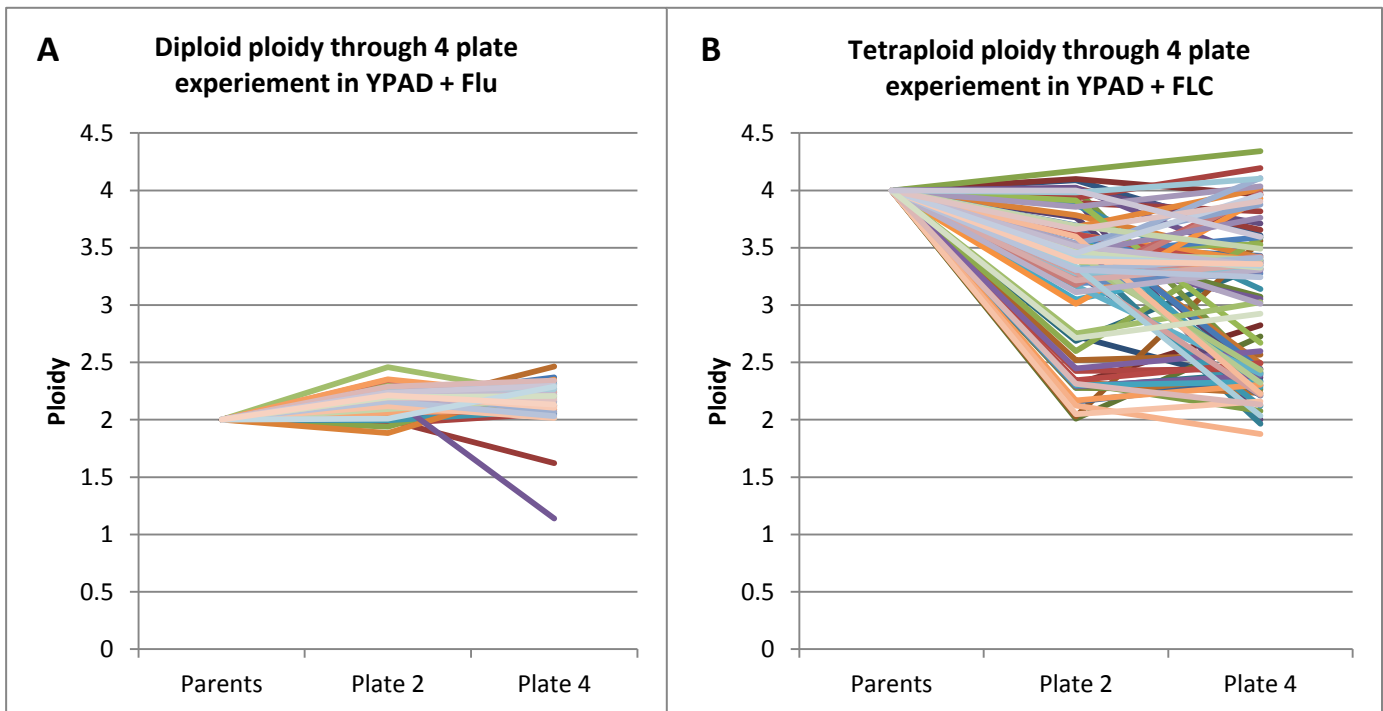 A
Diploid ploidy through 4 plate
experiement in YPAD + Flu
4.5
4
3.5
3
2.5
2
1.5
1
0.5
0
Ploidy
Parents Plate 2 Plate 4
B
Tetraploid ploidy through 4 plate
experiement in YPAD + FLC
4.5
4
3.5
3
2.5
2
1.5
1
0.5
0
Ploidy
Parents Plate 2 Plate 4